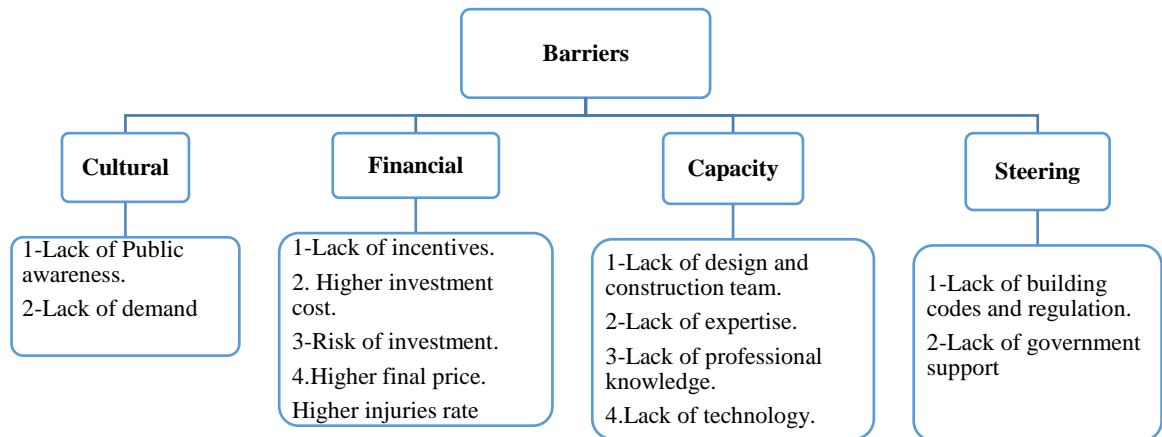 Barriers
Cultural
Financial
Capacity
Steering
1-Lack of Public
awareness.
2-Lack of demand
1-Lack of incentives.
2. Higher investment
cost.
3-Risk of investment.
4.Higher final price.
Higher injuries rate
1-Lack of design and
construction team.
2-Lack of expertise.
3-Lack of professional
knowledge.
4.Lack of technology.
1-Lack of building
codes and regulation.
2-Lack of government
support